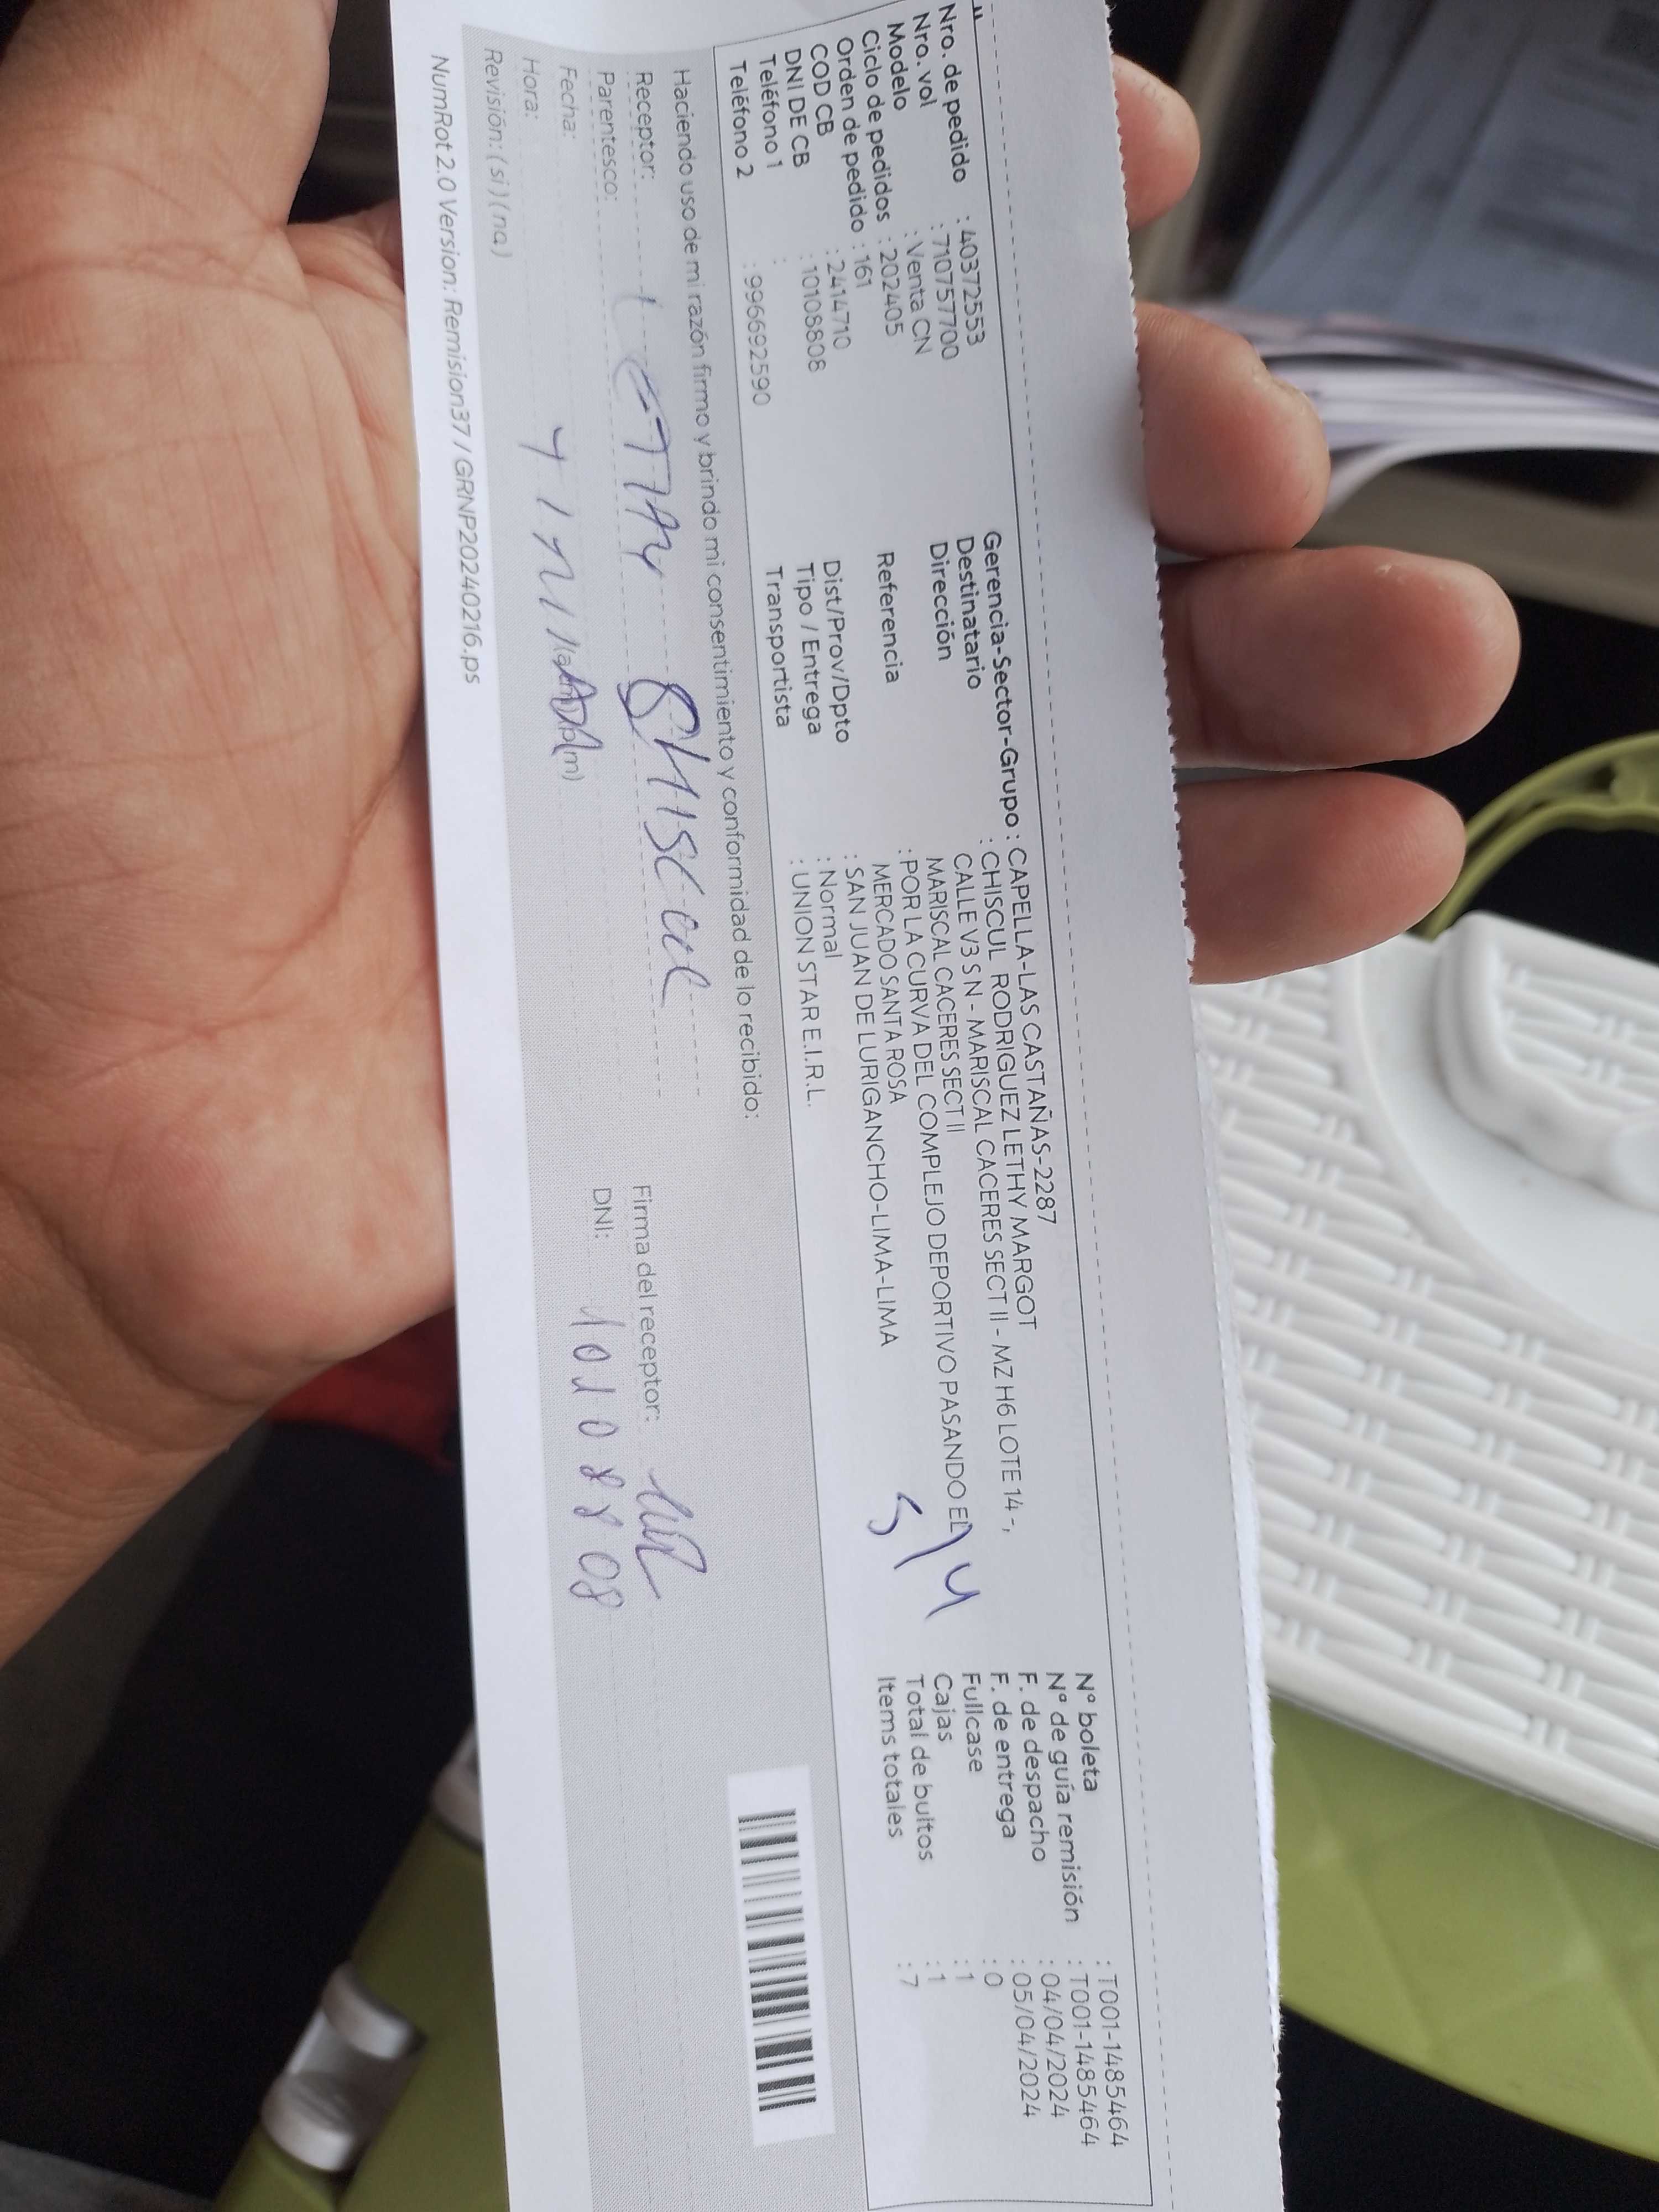 Nro. de pedido : 40372553
Nro. vol : 710757700
Modelo : Venta CN
Ciclo de pedidos : 202405
Orden de pedido : 161
COD CB : 2414710
DNI DE CB : 10108808
Teléfono 1 :
Teléfono 2 : 996692590
Gerencia-Sector-Grupo : CAPELLA-LAS CASTAÑAS-2287
Destinatario : CHISCUL RODRIGUEZ LETHY MARGOT
Dirección CALLE V3 S N - MARISCAL CACERES SECT II - MZ H6 LOTE 14 -,
MARISCAL CACERES SECT II
Referencia : POR LA CURVA DEL COMPLEJO DEPORTIVO PASANDO EL
MERCADO SANTA ROSA
Dist/Prov/Dpto : SAN JUAN DE LURIGANCHO-LIMA-LIMA
Tipo / Entrega : Normal
Transportista : UNION STAR E.I.R.L.
5/4
N° boleta : T001-1485464
N° de guía remisión : T001-1485464
F. de despacho : 04/04/2024
F. de entrega : 05/04/2024
Fullcase : 0
Cajas : 1
Total de bultos : 1
Items totales : 7
Haciendo uso de mi razón firmo y brindo mi consentimiento y conformidad de lo recibido:
Receptor:
Firma del receptor:
Parentesco:
DNI: 10108808
Fecha:
Hora:
Revisión: ( si ) ( no )
NumRot 2.0 Version: Remision37 / GRNP20240216.ps